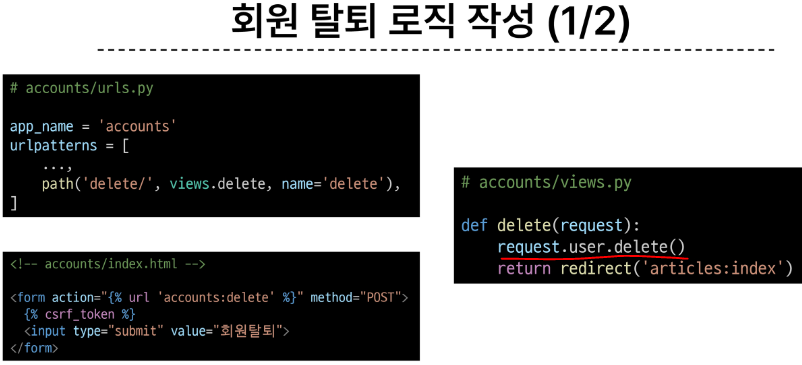 회원 탈퇴 로직 작성 (1/2)
# accounts/urls.py
app_name = 'accounts'
urlpatterns = [
    ...,
    path('delete/', views.delete, name='delete'),
]
<!-- accounts/index.html -->
<form action="{% url 'accounts:delete' %}" method="POST">
  {% csrf_token %}
  <input type="submit" value="회원탈퇴">
</form>
# accounts/views.py
def delete(request):
    request.user.delete()
    return redirect('articles:index')